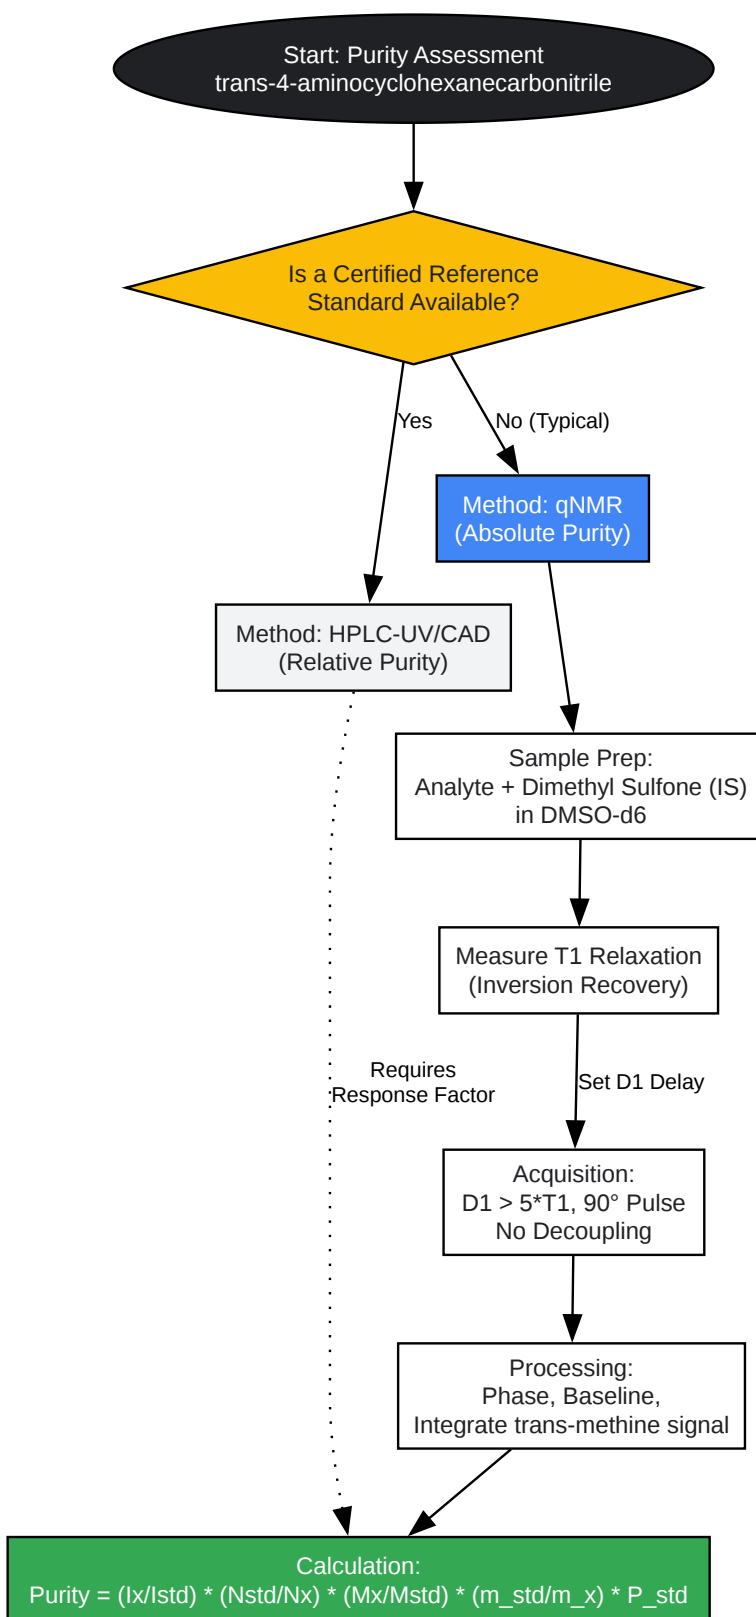 Start: Purity Assessment
trans-4-aminocyclohexanecarbonitrile
Is a Certified Reference
Standard Available?
Yes
No (Typical)
Method: qNMR
(Absolute Purity)
Method: HPLC-UV/CAD
(Relative Purity)
Sample Prep:
Analyte + Dimethyl Sulfone (IS)
in DMSO-d6
Measure T1 Relaxation
(Inversion Recovery)
Requires
Response Factor
Set D1 Delay
Acquisition:
D1 > 5*T1, 90° Pulse
No Decoupling
Processing:
Phase, Baseline,
Integrate trans-methine signal
Calculation:
Purity = (Ix/Istd) * (Nstd/Nx) * (Mx/Mstd) * (m_std/m_x) * P_std